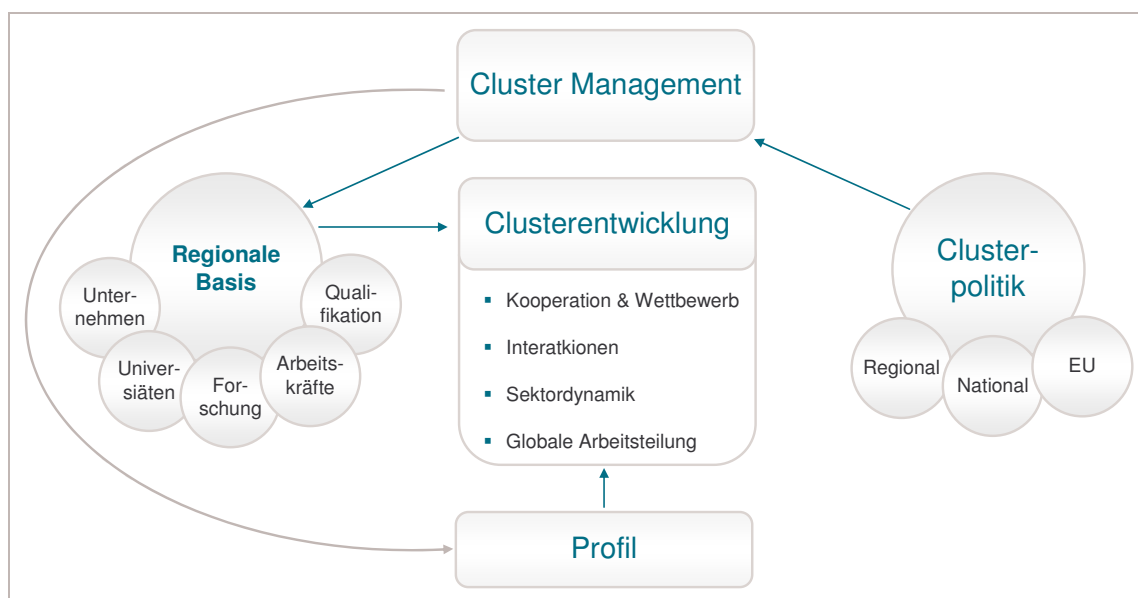 Cluster Management
Clusterentwicklung
Kooperation & Wettbewerb
Interatkionen
Sektordynamik
Globale Arbeitsteilung
Profil
Regionale
Basis
Unter-
nehmen
Univer-
siäten
For-
schung
Arbeits-
kräfte
Quali-
fikation
Cluster-
politik
Regional
National
EU